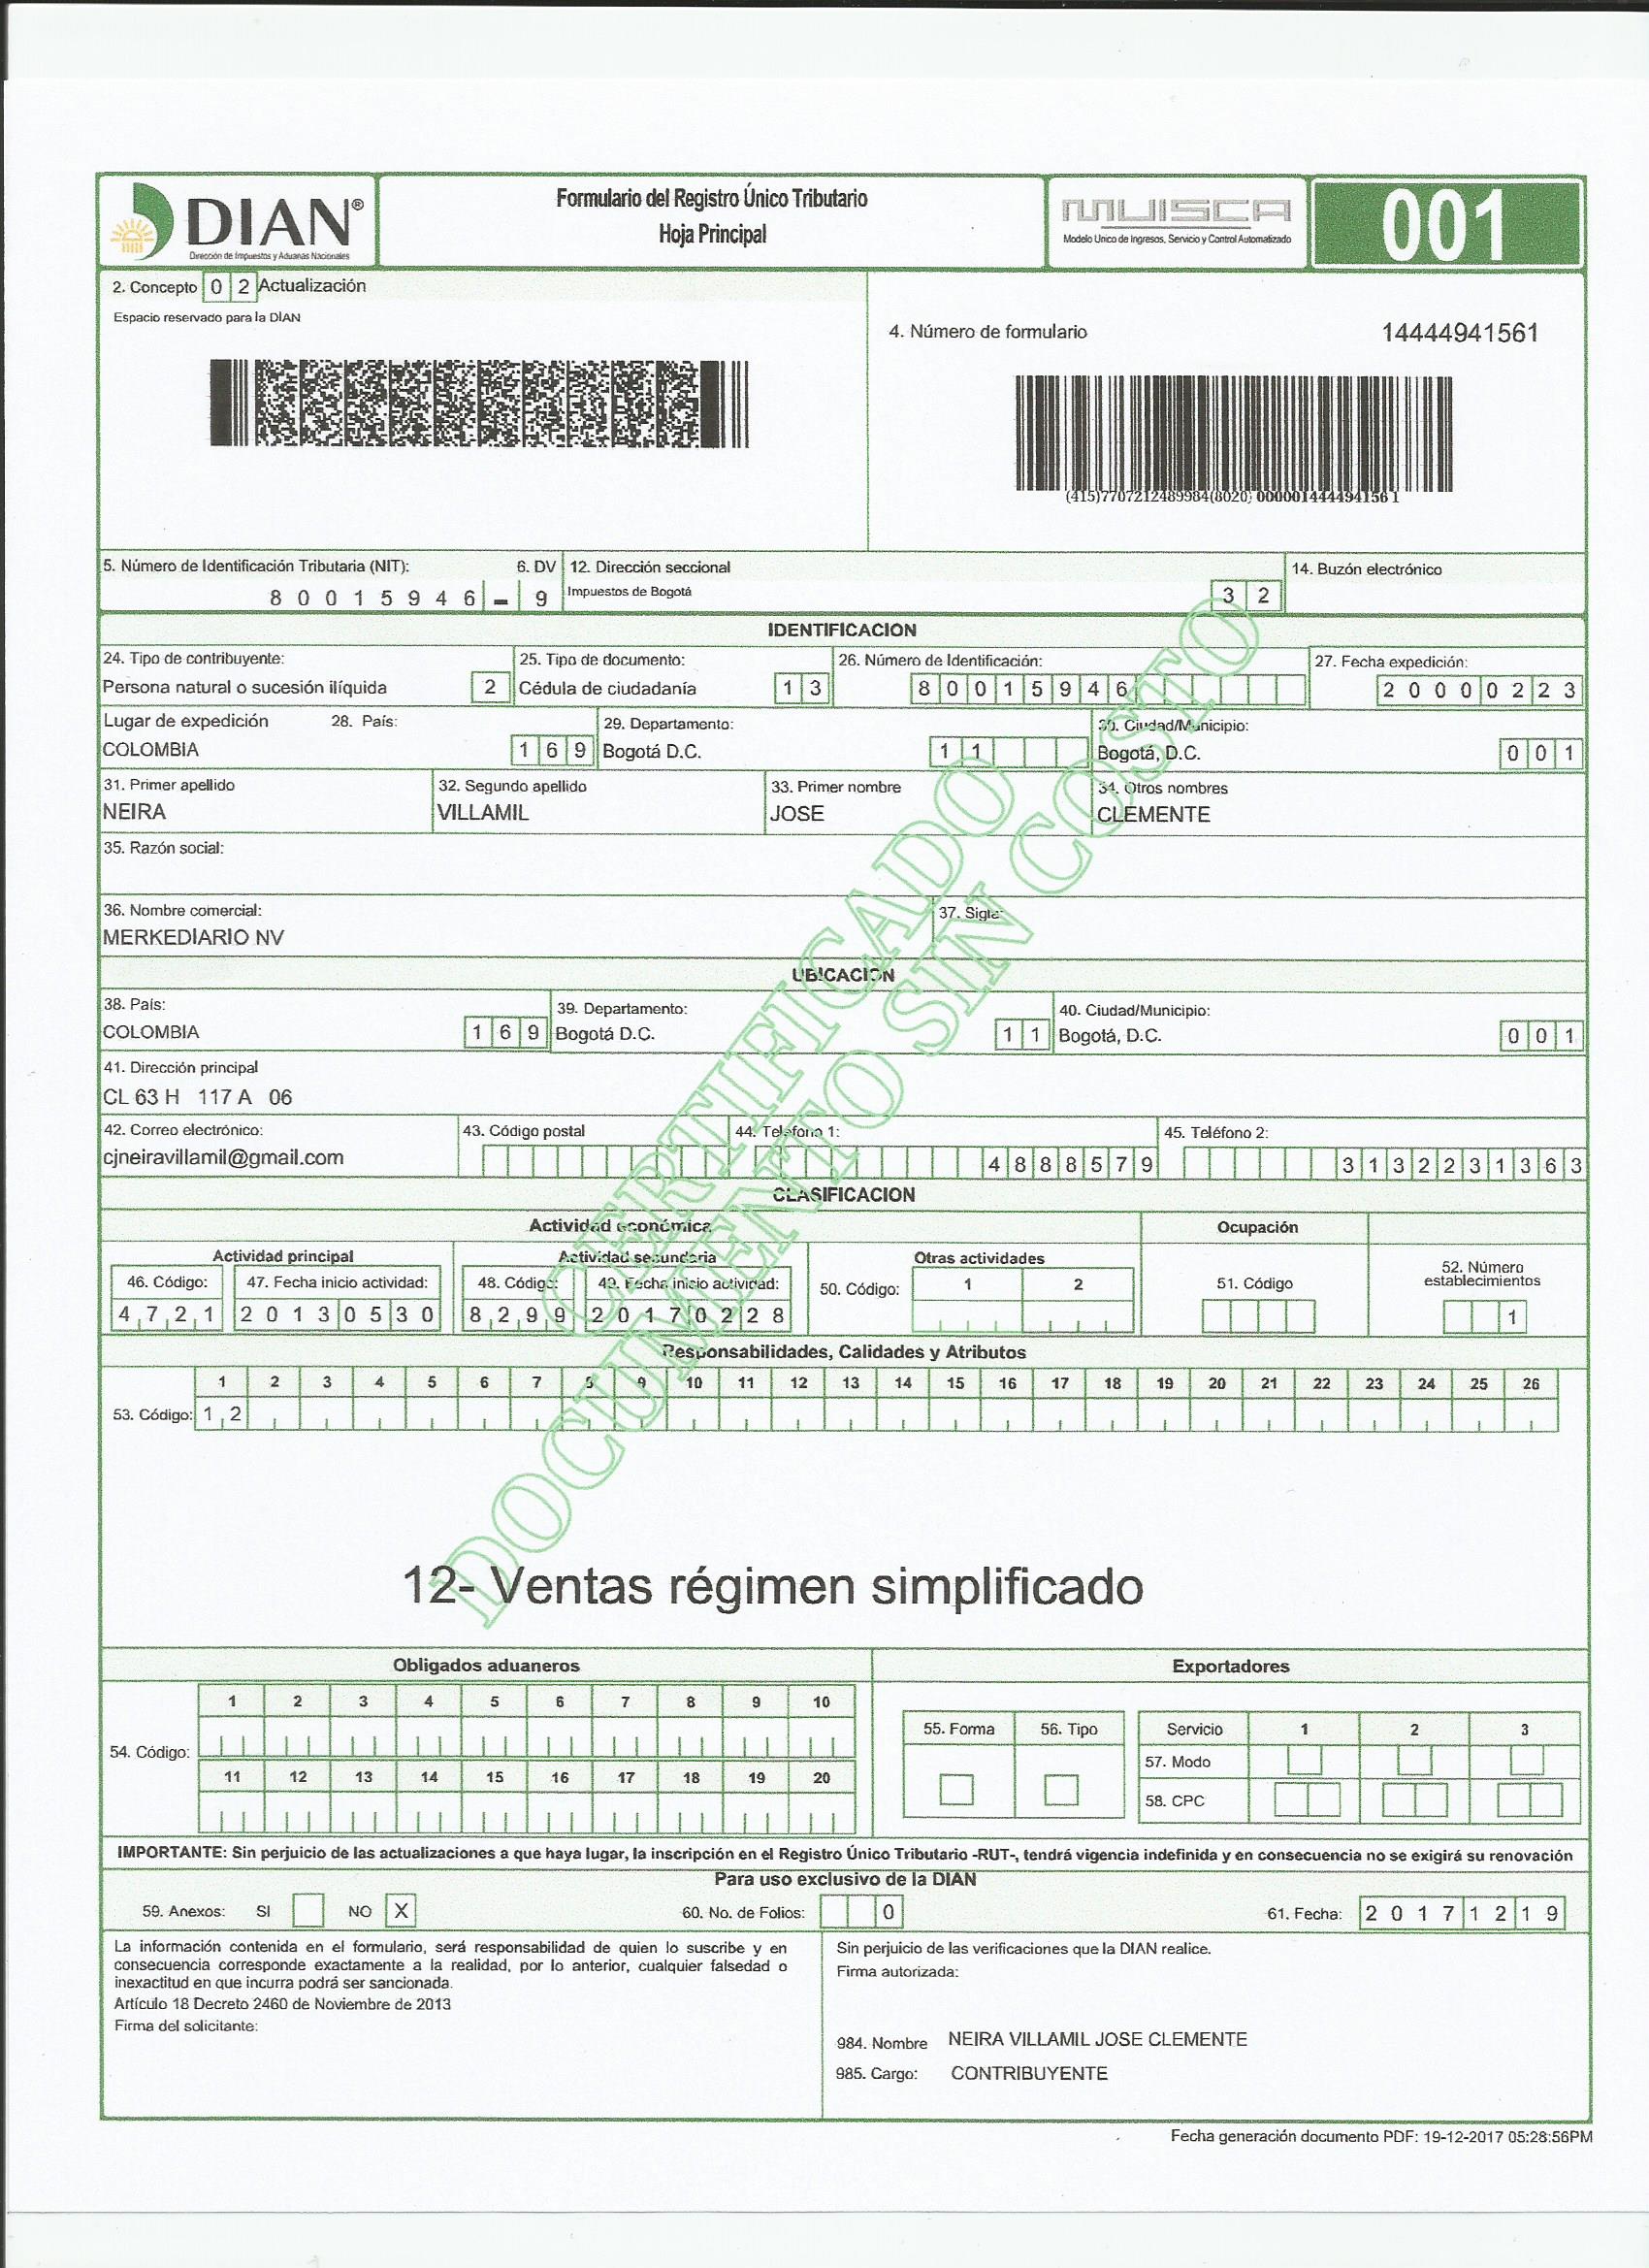 DIAN®
Dirección de Impuestos y Aduanas Nacionales
Formulario del Registro Único Tributario
Hoja Principal
MUISCA
Modelo Unico de Ingresos, Servicio y Control Automatizado
001
2. Concepto 0 2 Actualización
Espacio reservado para la DIAN
4. Número de formulario 14444941561
(415)7707212489984(8020) 0000014444941561
5. Número de Identificación Tributaria (NIT): 6. DV 12. Dirección seccional 14. Buzón electrónico
8 0 0 1 5 9 4 6 - 9 Impuestos de Bogotá 3 2
IDENTIFICACION
24. Tipo de contribuyente: 25. Tipo de documento: 26. Número de Identificación: 27. Fecha expedición:
Persona natural o sucesión ilíquida 2 Cédula de ciudadanía 1 3 8 0 0 1 5 9 4 6 2 0 0 0 0 2 2 3
Lugar de expedición 28. País: 29. Departamento: 30. Ciudad/Municipio:
COLOMBIA 1 6 9 Bogotá D.C. 1 1 Bogotá, D.C. 0 0 1
31. Primer apellido 32. Segundo apellido 33. Primer nombre 34. Otros nombres
NEIRA VILLAMIL JOSE CLEMENTE
35. Razón social:
36. Nombre comercial: 37. Sigla:
MERKEDIARIO NV
UBICACION
38. País: 39. Departamento: 40. Ciudad/Municipio:
COLOMBIA 1 6 9 Bogotá D.C. 1 1 Bogotá, D.C. 0 0 1
41. Dirección principal
CL 63 H 117 A 06
42. Correo electrónico: 43. Código postal 44. Teléfono 1: 45. Teléfono 2:
cjneiravillamil@gmail.com 4 8 8 8 5 7 9 3 1 3 2 2 3 1 3 6 3
CLASIFICACION
Actividad económica Ocupación
Actividad principal Actividad secundaria Otras actividades 52. Número establecimientos
46. Código: 47. Fecha inicio actividad: 48. Código: 49. Fecha inicio actividad: 50. Código: 1 2 51. Código
4 7 2 1 2 0 1 3 0 5 3 0 8 2 9 9 2 0 1 7 0 2 2 8 1
Responsabilidades, Calidades y Atributos
1 2 3 4 5 6 7 8 9 10 11 12 13 14 15 16 17 18 19 20 21 22 23 24 25 26
53. Código: 1 2
12- Ventas régimen simplificado
CERTIFICADO
DOCUMENTO SIN COSTO
Obligados aduaneros Exportadores
1 2 3 4 5 6 7 8 9 10
55. Forma 56. Tipo Servicio 1 2 3
54. Código:
57. Modo
11 12 13 14 15 16 17 18 19 20
58. CPC
IMPORTANTE: Sin perjuicio de las actualizaciones a que haya lugar, la inscripción en el Registro Único Tributario -RUT-, tendrá vigencia indefinida y en consecuencia no se exigirá su renovación
Para uso exclusivo de la DIAN
59. Anexos: SI NO X 60. No. de Folios: 0 61. Fecha: 2 0 1 7 1 2 1 9
La información contenida en el formulario, será responsabilidad de quien lo suscribe y en
consecuencia corresponde exactamente a la realidad, por lo anterior, cualquier falsedad o
inexactitud en que incurra podrá ser sancionada.
Artículo 18 Decreto 2460 de Noviembre de 2013
Firma del solicitante:
Sin perjuicio de las verificaciones que la DIAN realice.
Firma autorizada:
984. Nombre NEIRA VILLAMIL JOSE CLEMENTE
985. Cargo: CONTRIBUYENTE
Fecha generación documento PDF: 19-12-2017 05:28:56PM